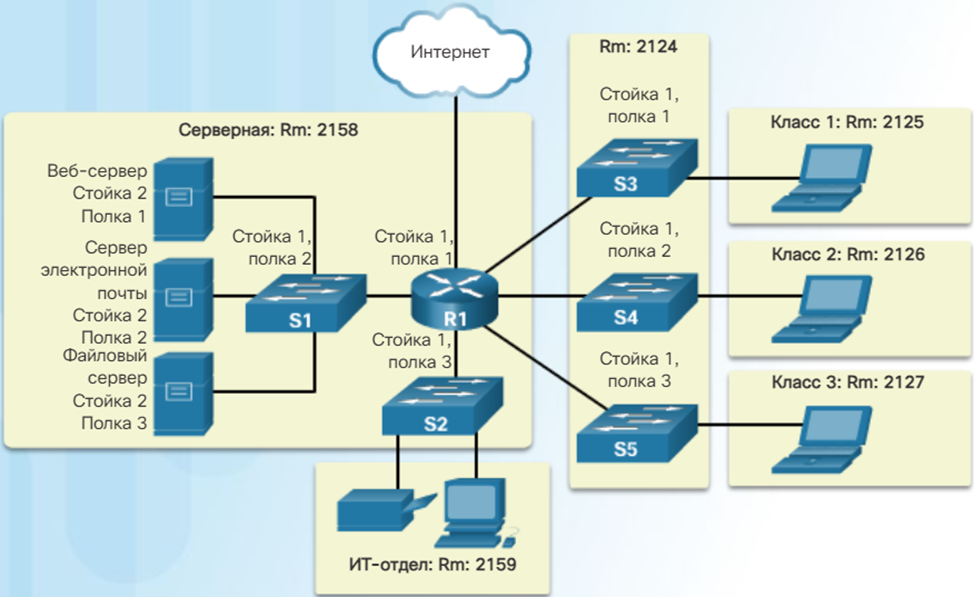 Интернет
Rm: 2124
Стойка 1,
полка 1
S3
Класс 1: Rm: 2125
Серверная: Rm: 2158
Веб-сервер
Стойка 2
Полка 1
Сервер
электронной
почты
Стойка 2
Полка 2
Файловый
сервер
Стойка 2
Полка 3
Стойка 1,
полка 2
S1
Стойка 1,
полка 1
R1
Стойка 1,
полка 3
S2
Стойка 1,
полка 2
S4
Класс 2: Rm: 2126
Стойка 1,
полка 3
S5
Класс 3: Rm: 2127
ИТ-отдел: Rm: 2159